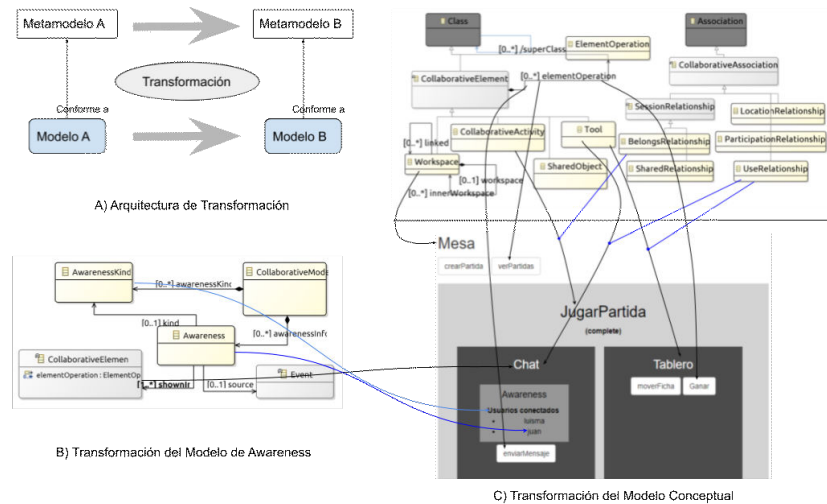 Metamodelo A
Metamodelo B
Transformación
Conforme a
Conforme a
Modelo A
Modelo B
A) Arquitectura de Transformación
Class
Association
[0..*] /superClass
ElementOperation
CollaborativeElement
[0..*] elementOperation
CollaborativeAssociation
SessionRelationship
LocationRelationship
CollaborativeActivity
Tool
[0..*] linked
BelongsRelationship
ParticipationRelationship
Workspace
SharedObject
SharedRelationship
UseRelationship
[0..1] workspace
[0..*] innerWorkspace
Mesa
crearPartida
verPartidas
JugarPartida
(complete)
Chat
Tablero
moverFicha
Ganar
Awareness
Usuarios conectados
luisma
juan
enviarMensaje
C) Transformación del Modelo Conceptual
AwarenessKind
CollaborativeMode
[0..*] awarenessKind
[0..1] kind
[0..*] awarenessInfo
Awareness
CollaborativeElemen
elementOperation : ElementOp
[1..*] shownIn
[0..1] source
Event
B) Transformación del Modelo de Awareness